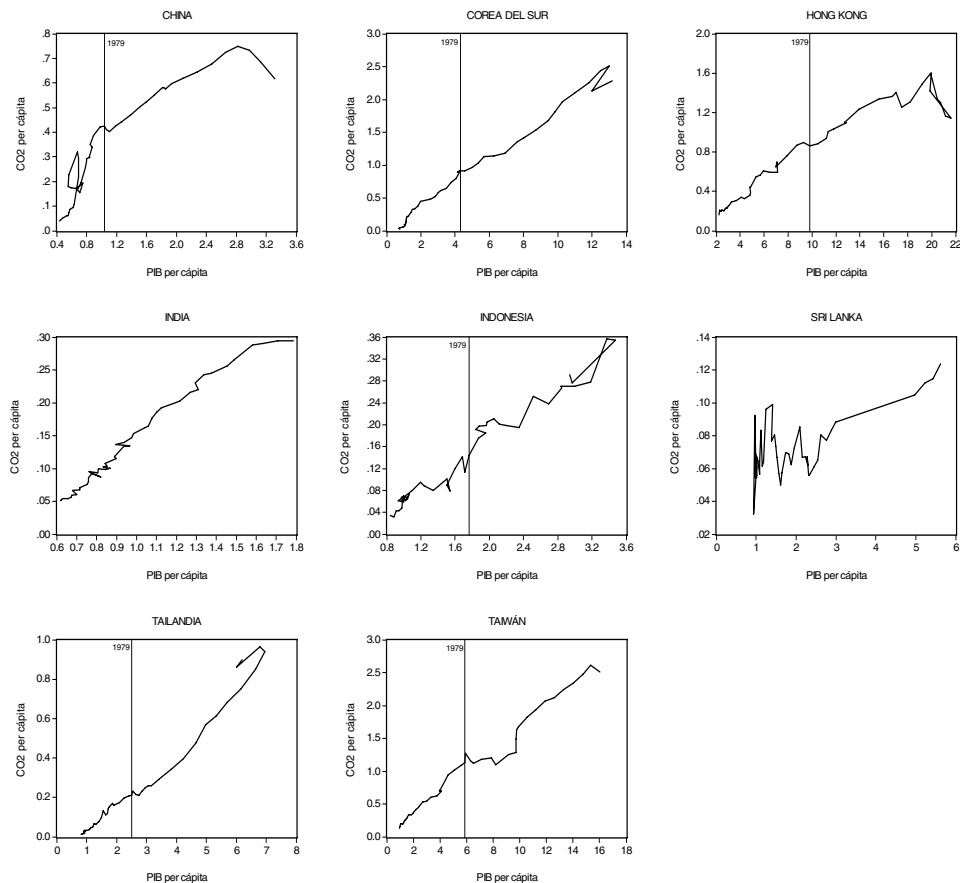 CHINA
.8
.7
.6
.5
.4
.3
.2
.1
.0
0.4 0.8 1.2 1.6 2.0 2.4 2.8 3.2 3.6
1979
CO2 per cápita
PIB per cápita
COREA DEL SUR
3.0
2.5
2.0
1.5
1.0
0.5
0.0
0 2 4 6 8 10 12 14
1979
CO2 per cápita
PIB per cápita
HONG KONG
2.0
1.6
1.2
0.8
0.4
0.0
2 4 6 8 10 12 14 16 18 20 22
1979
CO2 per cápita
PIB per cápita
INDIA
.30
.25
.20
.15
.10
.05
.00
0.6 0.7 0.8 0.9 1.0 1.1 1.2 1.3 1.4 1.5 1.6 1.7 1.8
CO2 per cápita
PIB per cápita
INDONESIA
.36
.32
.28
.24
.20
.16
.12
.08
.04
.00
0.8 1.2 1.6 2.0 2.4 2.8 3.2 3.6
1979
CO2 per cápita
PIB per cápita
SRI LANKA
.14
.12
.10
.08
.06
.04
.02
0 1 2 3 4 5 6
CO2 per cápita
PIB per cápita
TAILANDIA
1.0
0.8
0.6
0.4
0.2
0.0
0 1 2 3 4 5 6 7 8
1979
CO2 per cápita
PIB per cápita
TAIWÁN
3.0
2.5
2.0
1.5
1.0
0.5
0.0
0 2 4 6 8 10 12 14 16 18
1979
CO2 per cápita
PIB per cápita